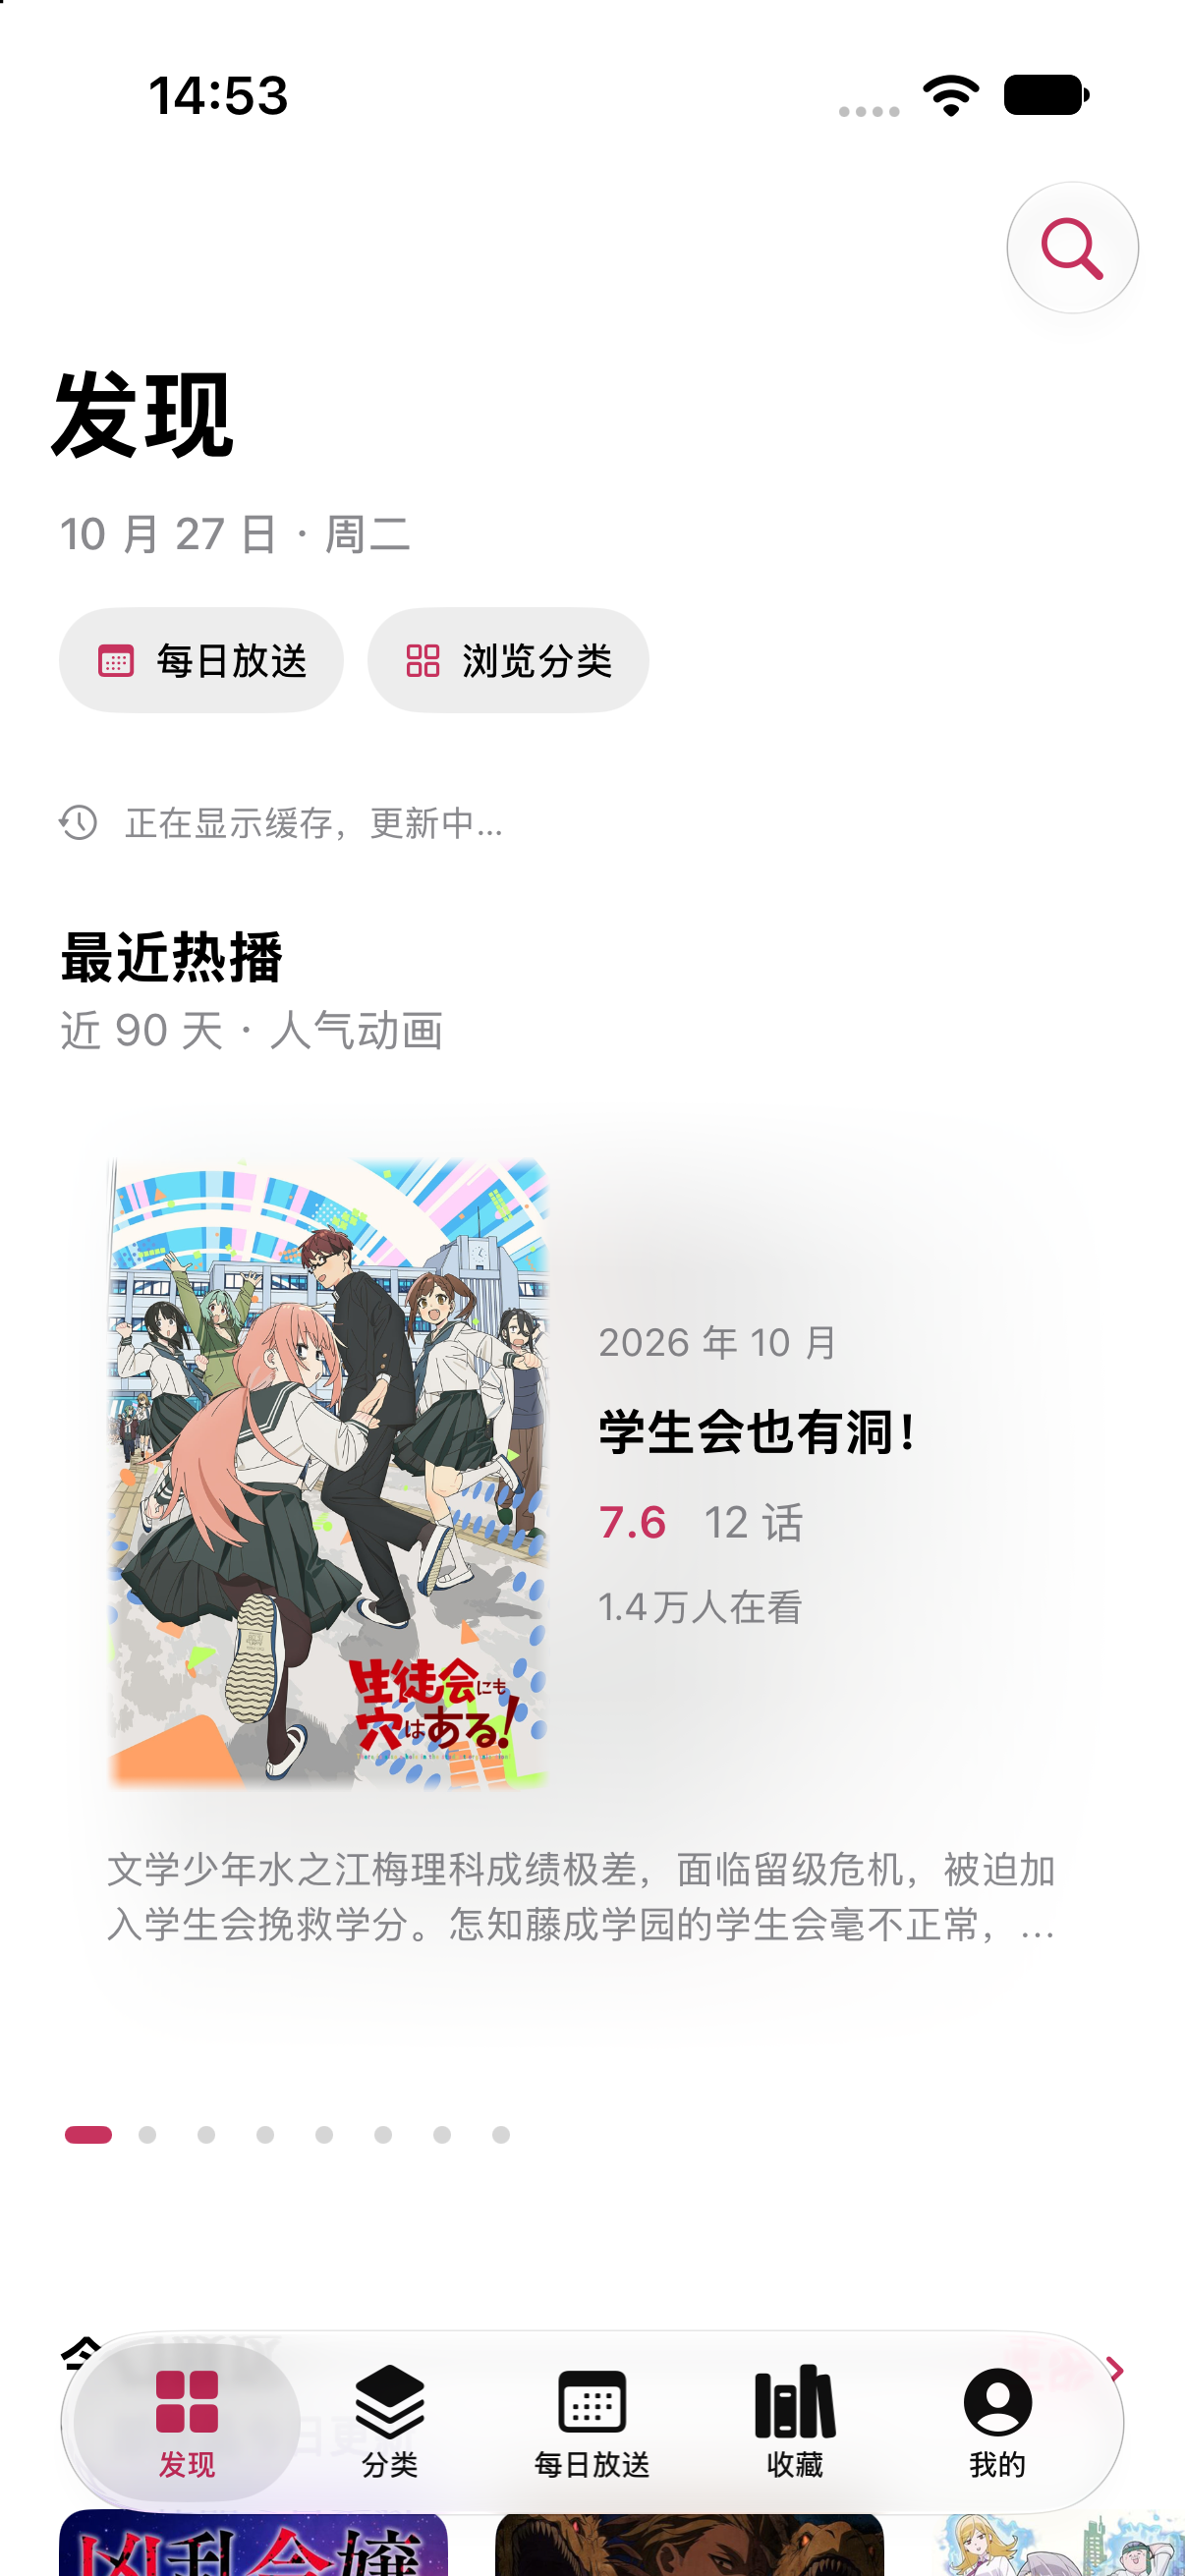 14:53
发现
10 月 27 日 · 周二
每日放送
浏览分类
正在显示缓存，更新中...
最近热播
近 90 天 · 人气动画
2026 年 10 月
学生会也有洞！
7.6 12 话
1.4万人在看
生徒会にも
穴はある!
文学少年水之江梅理科成绩极差，面临留级危机，被迫加
入学生会挽救学分。怎知藤成学园的学生会毫不正常，...
日更
发现
分类
每日放送
收藏
我的
凶乱令嬢